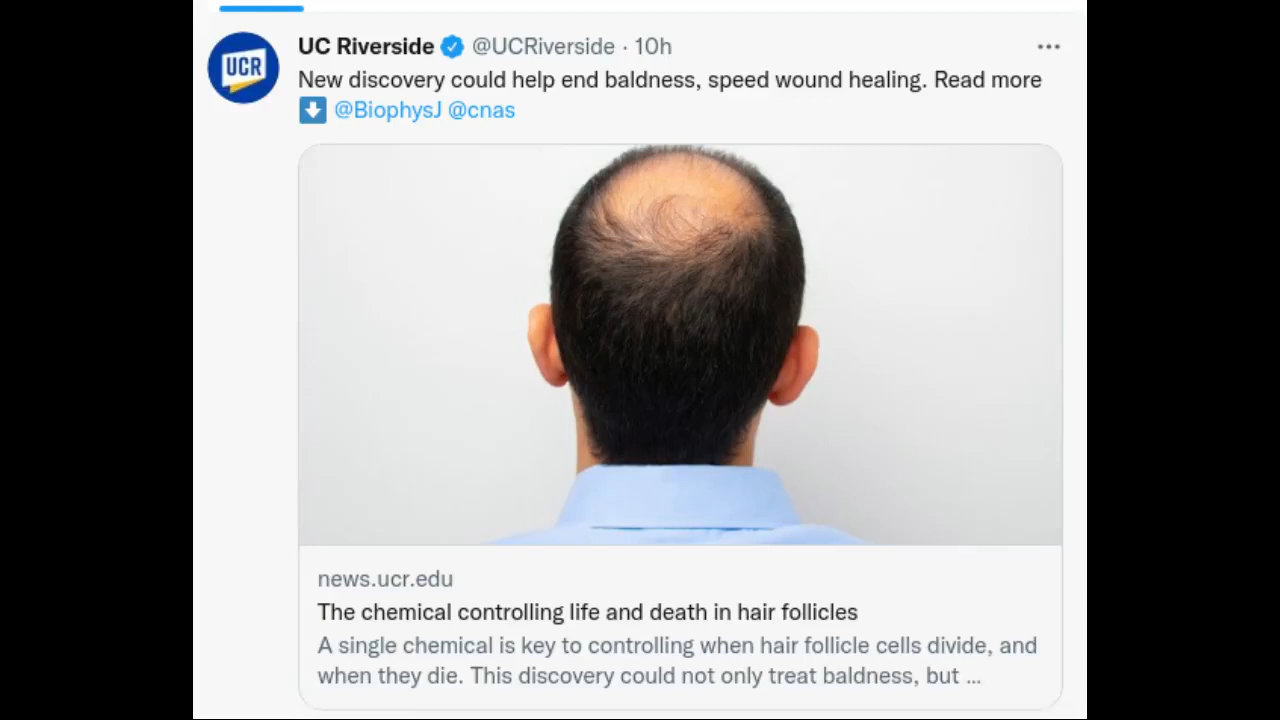 UCR
UC Riverside @UCRiverside · 10h
New discovery could help end baldness, speed wound healing. Read more
@BiophysJ @cnas
news.ucr.edu
The chemical controlling life and death in hair follicles
A single chemical is key to controlling when hair follicle cells divide, and
when they die. This discovery could not only treat baldness, but ...